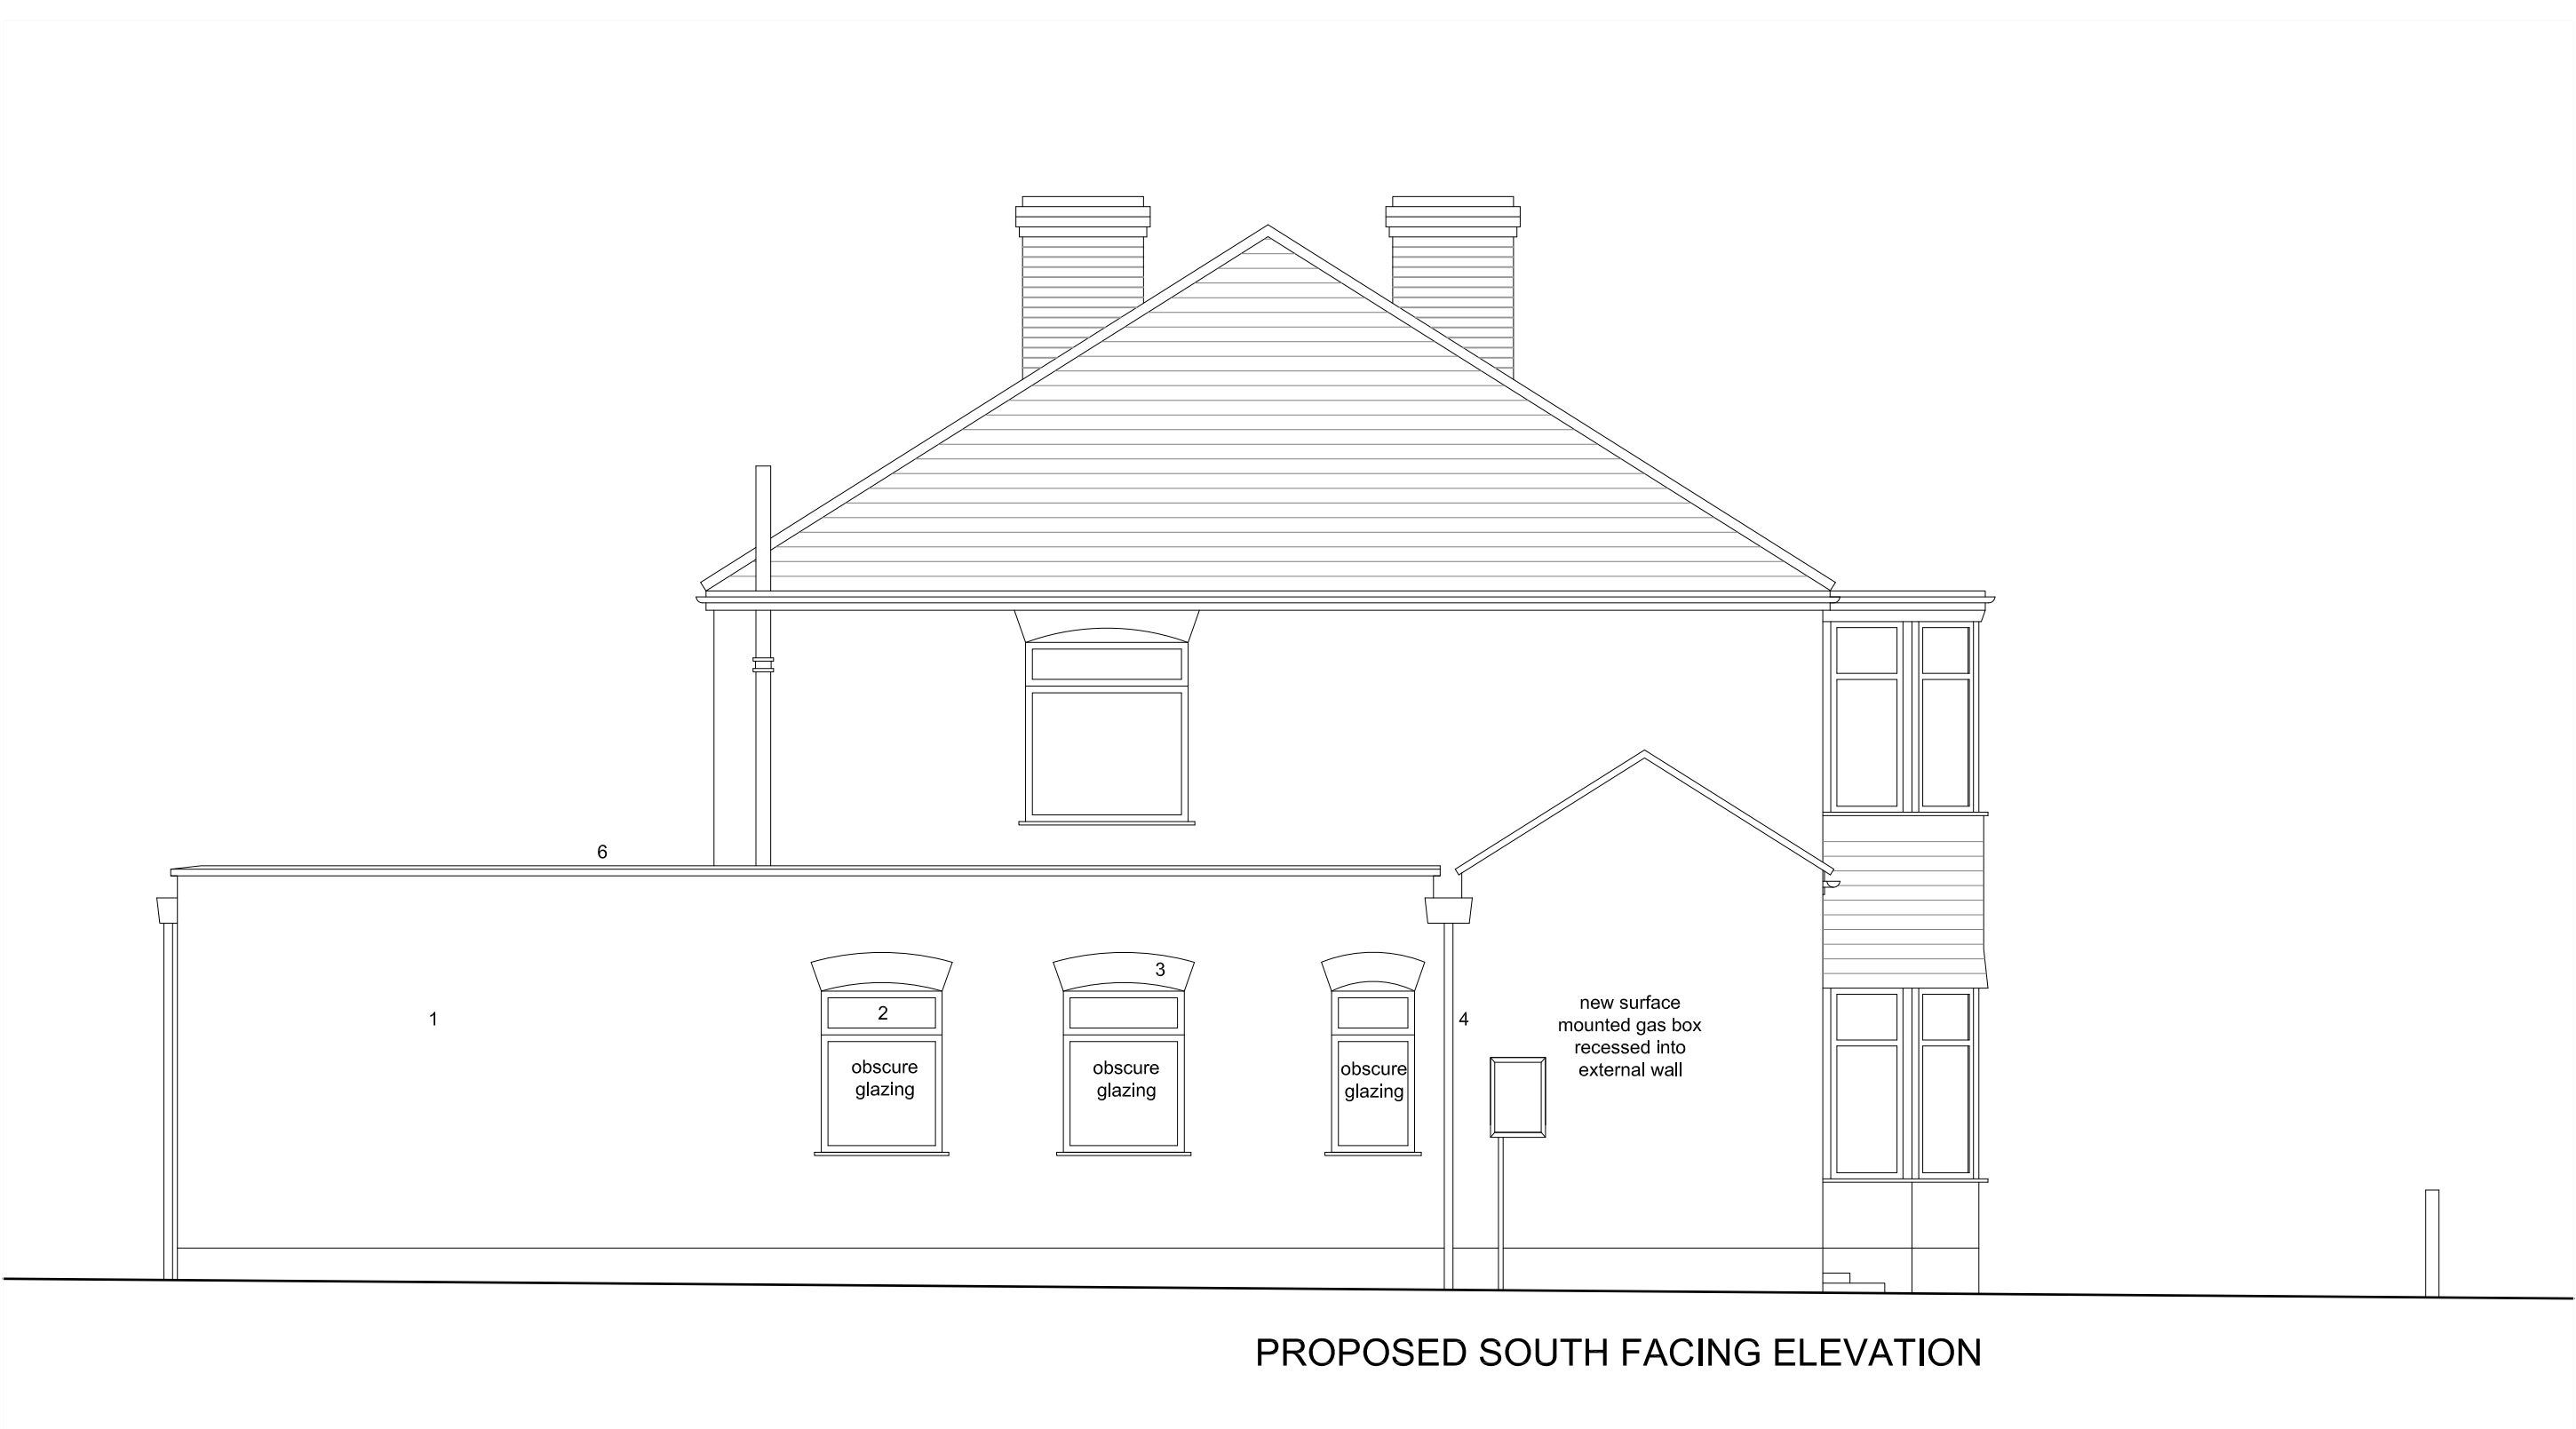 6
3
1
2
4
obscure
glazing
obscure
glazing
obscure
glazing
new surface
mounted gas box
recessed into
external wall
PROPOSED SOUTH FACING ELEVATION